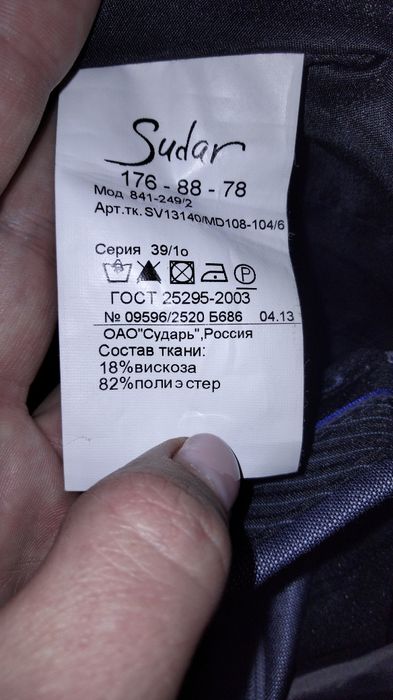 Sudar
176 - 88 - 78
Мод 841-249/2
Арт.тк. SV13140/MD108-104/6
Серия 39/1о
P
ГОСТ 25295-2003
№ 09596/2520 Б686 04.13
ОАО"Сударь",Россия
Состав ткани:
18%вискоза
82%полиэстер